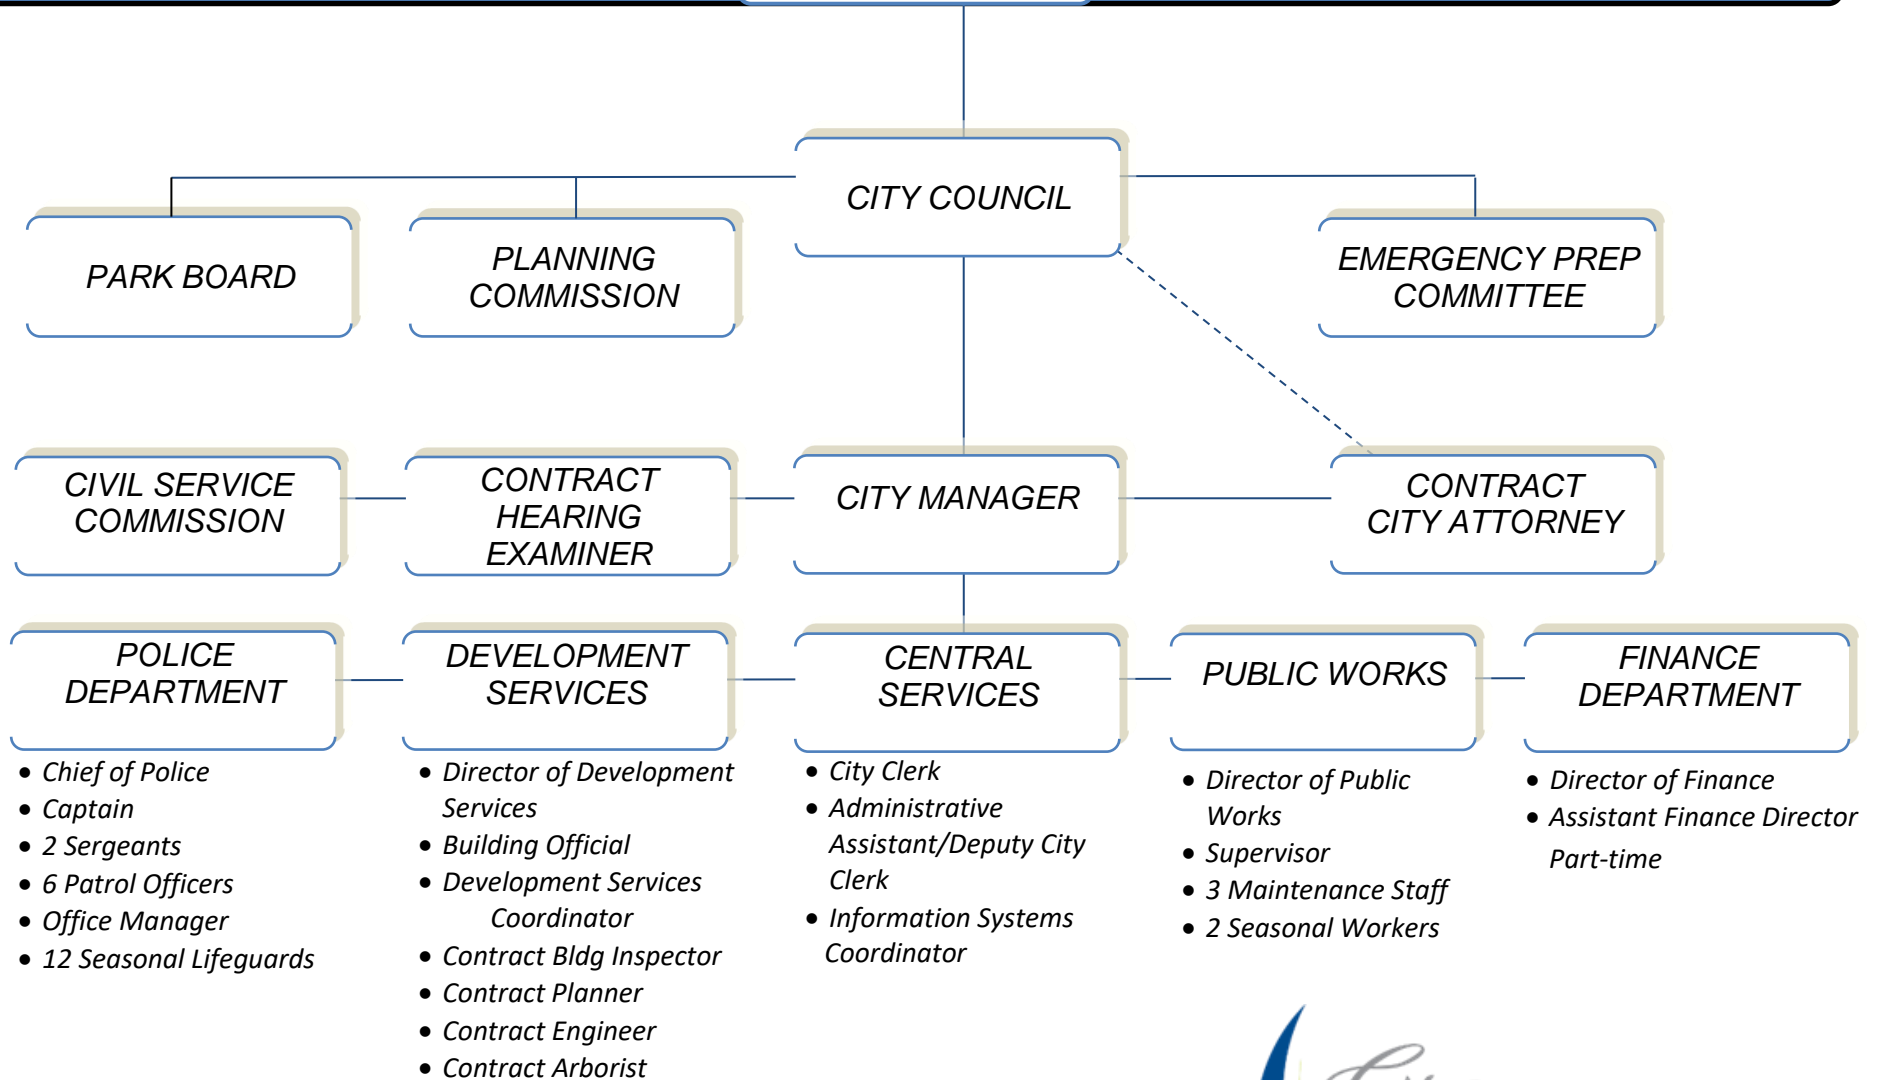 CITY COUNCIL
PARK BOARD
PLANNING
COMMISSION
EMERGENCY PREP
COMMITTEE
CIVIL SERVICE
COMMISSION
CONTRACT
HEARING
EXAMINER
CITY MANAGER
CONTRACT
CITY ATTORNEY
POLICE
DEPARTMENT
• Chief of Police
• Captain
• 2 Sergeants
• 6 Patrol Officers
• Office Manager
• 12 Seasonal Lifeguards
DEVELOPMENT
SERVICES
• Director of Development
Services
• Building Official
• Development Services
Coordinator
• Contract Bldg Inspector
• Contract Planner
• Contract Engineer
• Contract Arborist
CENTRAL
SERVICES
• City Clerk
• Administrative
Assistant/Deputy City
Clerk
• Information Systems
Coordinator
PUBLIC WORKS
• Director of Public
Works
• Supervisor
• 3 Maintenance Staff
• 2 Seasonal Workers
FINANCE
DEPARTMENT
• Director of Finance
• Assistant Finance Director
Part-time